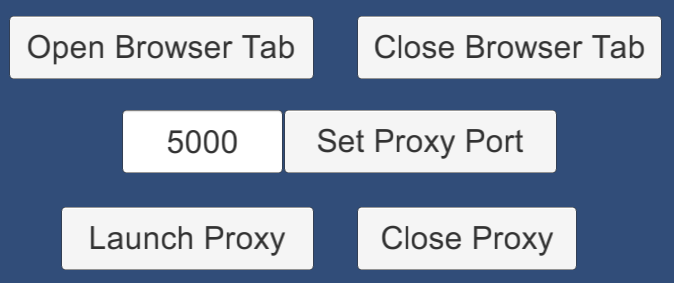 Open Browser Tab Close Browser Tab
5000 Set Proxy Port
Launch Proxy Close Proxy